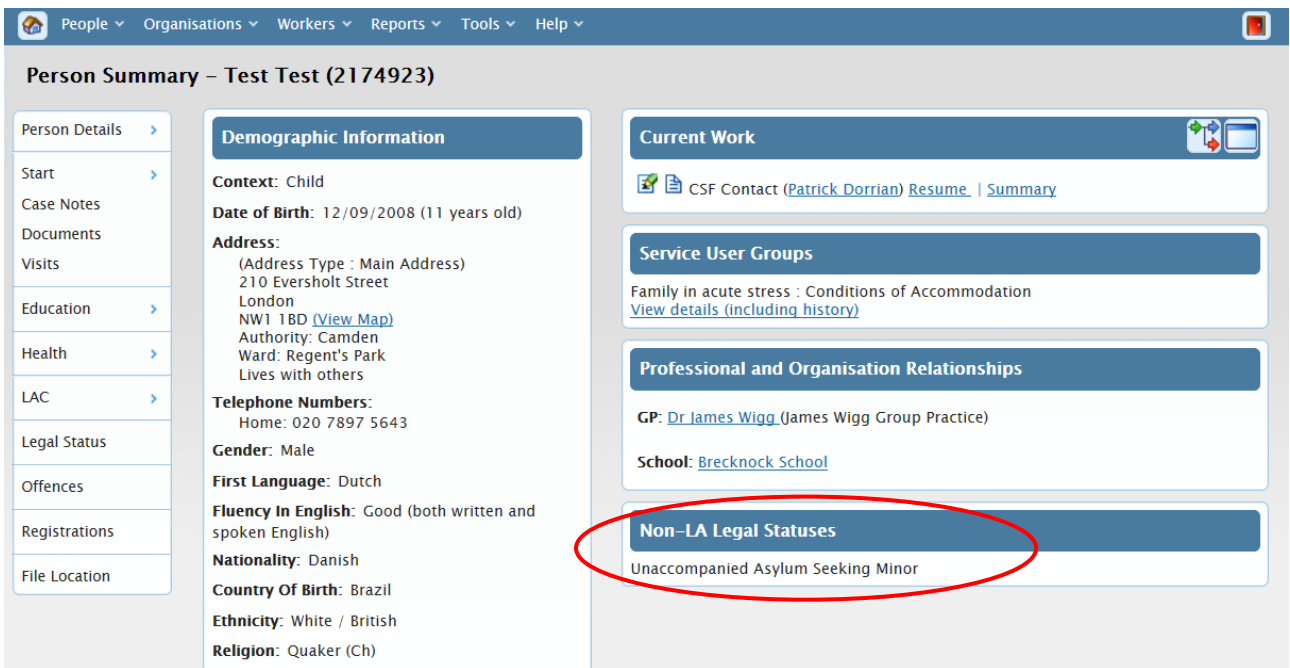 People Organisations Workers Reports Tools Help
Person Summary – Test Test (2174923)
Person Details
Start
Case Notes
Documents
Visits
Education
Health
LAC
Legal Status
Offences
Registrations
File Location
Demographic Information
Context: Child
Date of Birth: 12/09/2008 (11 years old)
Address:
(Address Type : Main Address)
210 Eversholt Street
London
NW1 1BD (View Map)
Authority: Camden
Ward: Regent's Park
Lives with others
Telephone Numbers:
Home: 020 7897 5643
Gender: Male
First Language: Dutch
Fluency In English: Good (both written and
spoken English)
Nationality: Danish
Country Of Birth: Brazil
Ethnicity: White / British
Religion: Quaker (Ch)
Current Work
CSF Contact (Patrick Dorrian) Resume | Summary
Service User Groups
Family in acute stress : Conditions of Accommodation
View details (including history)
Professional and Organisation Relationships
GP: Dr James Wigg (James Wigg Group Practice)
School: Brecknock School
Non-LA Legal Statuses
Unaccompanied Asylum Seeking Minor